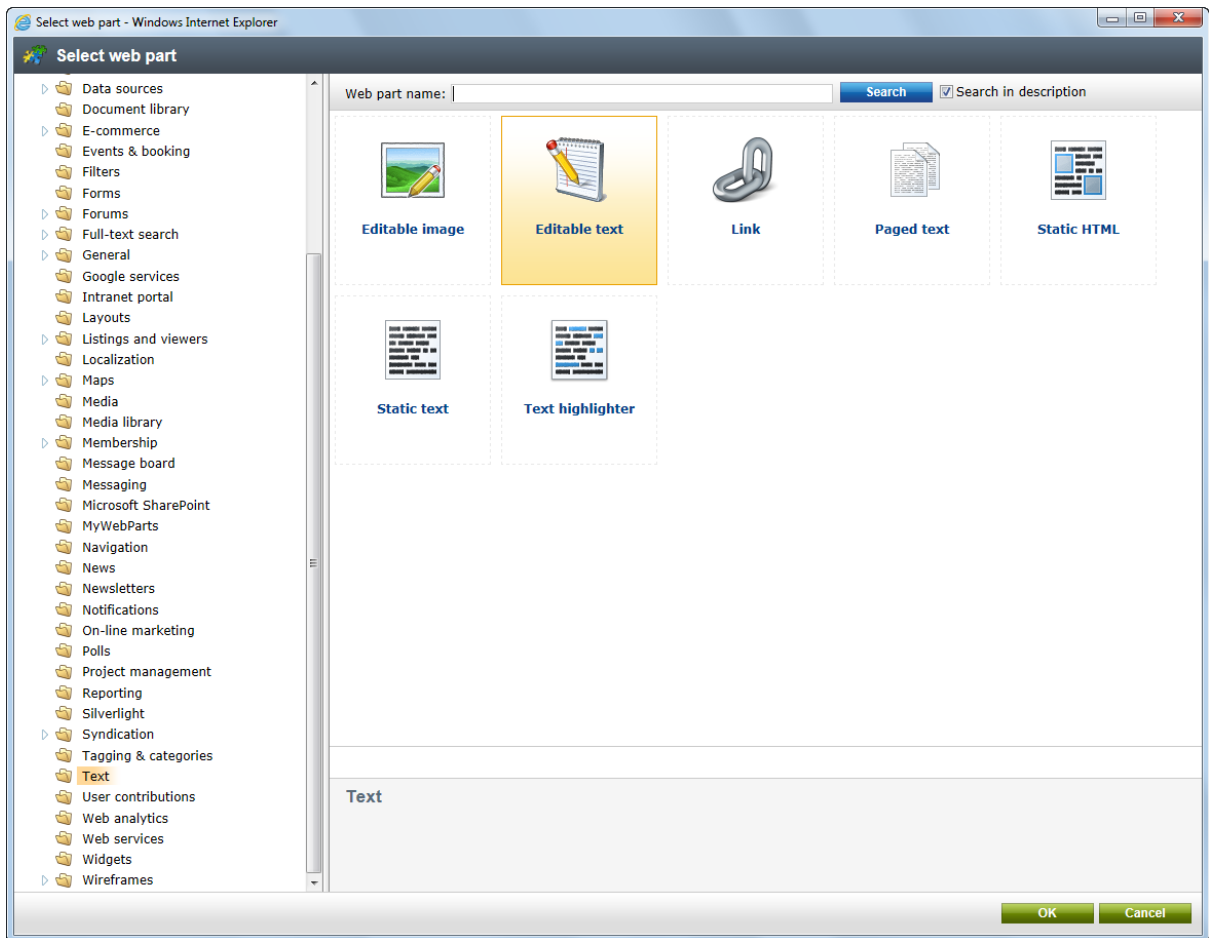 Select web part - Windows Internet Explorer
Select web part
Data sources
Document library
E-commerce
Events & booking
Filters
Forms
Forums
Full-text search
General
Google services
Intranet portal
Layouts
Listings and viewers
Localization
Maps
Media
Media library
Membership
Message board
Messaging
Microsoft SharePoint
MyWebParts
Navigation
News
Newsletters
Notifications
On-line marketing
Polls
Project management
Reporting
Silverlight
Syndication
Tagging & categories
Text
User contributions
Web analytics
Web services
Widgets
Wireframes
Web part name: Search Search in description
Editable image Editable text Link Paged text Static HTML
Static text Text highlighter
Text
OK Cancel